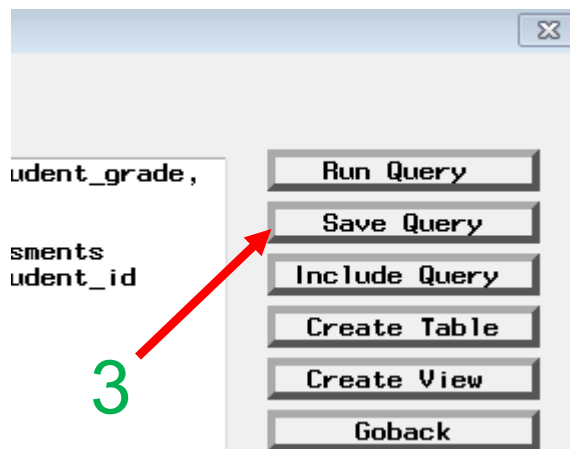 udent_grade,
sments
udent_id
Run Query
Save Query
Include Query
Create Table
Create View
Goback
3